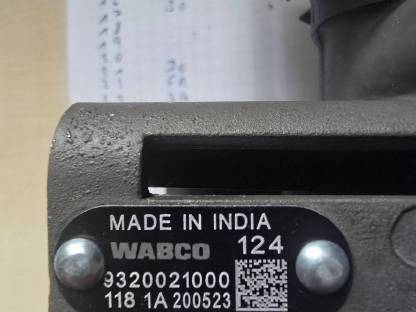 MADE IN INDIA
WABCO 124
9320021000
118 1A 200523